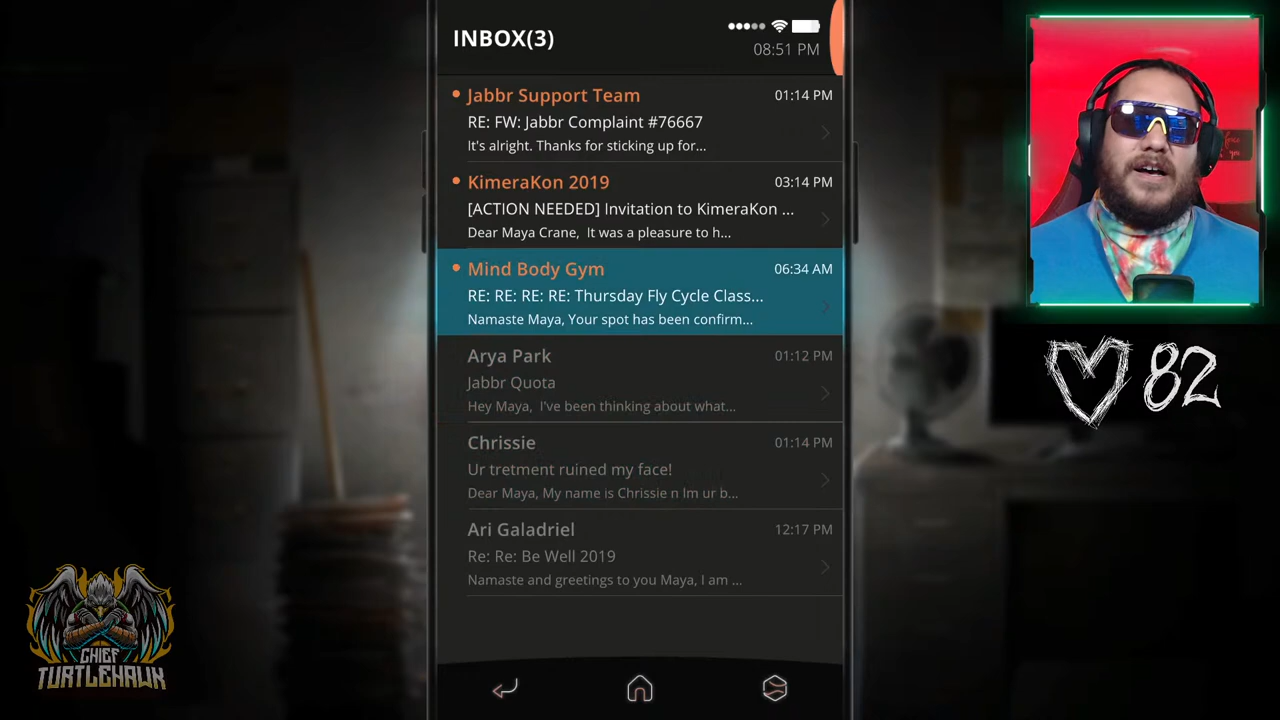 INBOX(3)
08:51 PM
Jabbr Support Team 01:14 PM
RE: FW: Jabbr Complaint #76667
It's alright. Thanks for sticking up for...
KimeraKon 2019 03:14 PM
[ACTION NEEDED] Invitation to KimeraKon ...
Dear Maya Crane, It was a pleasure to h...
Mind Body Gym 06:34 AM
RE: RE: RE: RE: Thursday Fly Cycle Class...
Namaste Maya, Your spot has been confirm...
Arya Park 01:12 PM
Jabbr Quota
Hey Maya, I've been thinking about what...
Chrissie 01:14 PM
Ur tretment ruined my face!
Dear Maya, My name is Chrissie n Im ur b...
Ari Galadriel 12:17 PM
Re: Re: Be Well 2019
Namaste and greetings to you Maya, I am ...
82
CHIEF
TURTLEHAWK